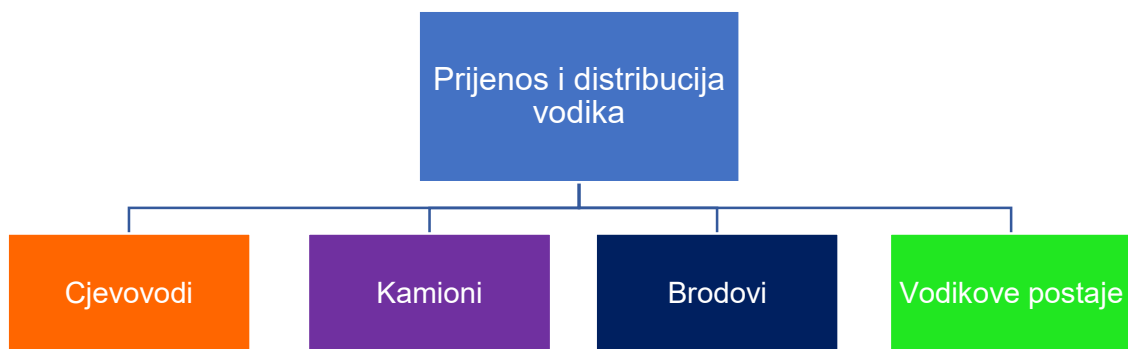 Prijenos i distribucija
vodika
Cjevovodi
Kamioni
Brodovi
Vodikove postaje